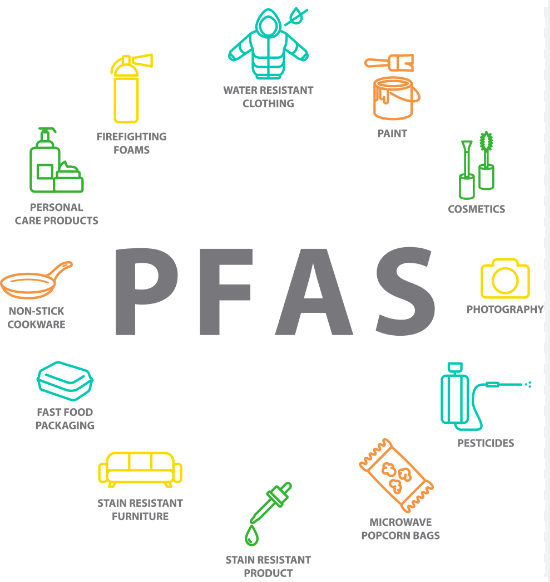 WATER RESISTANT
CLOTHING
FIREFIGHTING
FOAMS
PAINT
PERSONAL
CARE PRODUCTS
COSMETICS
PFAS
NON-STICK
COOKWARE
PHOTOGRAPHY
FAST FOOD
PACKAGING
PESTICIDES
STAIN RESISTANT
FURNITURE
MICROWAVE
POPCORN BAGS
STAIN RESISTANT
PRODUCT